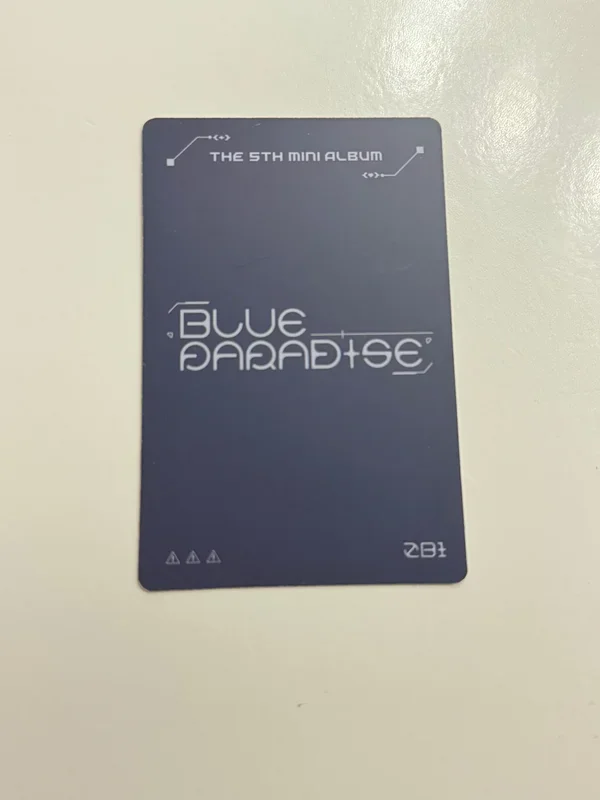 THE 5TH MINI ALBUM
BLUE
PARADISE
ZB1